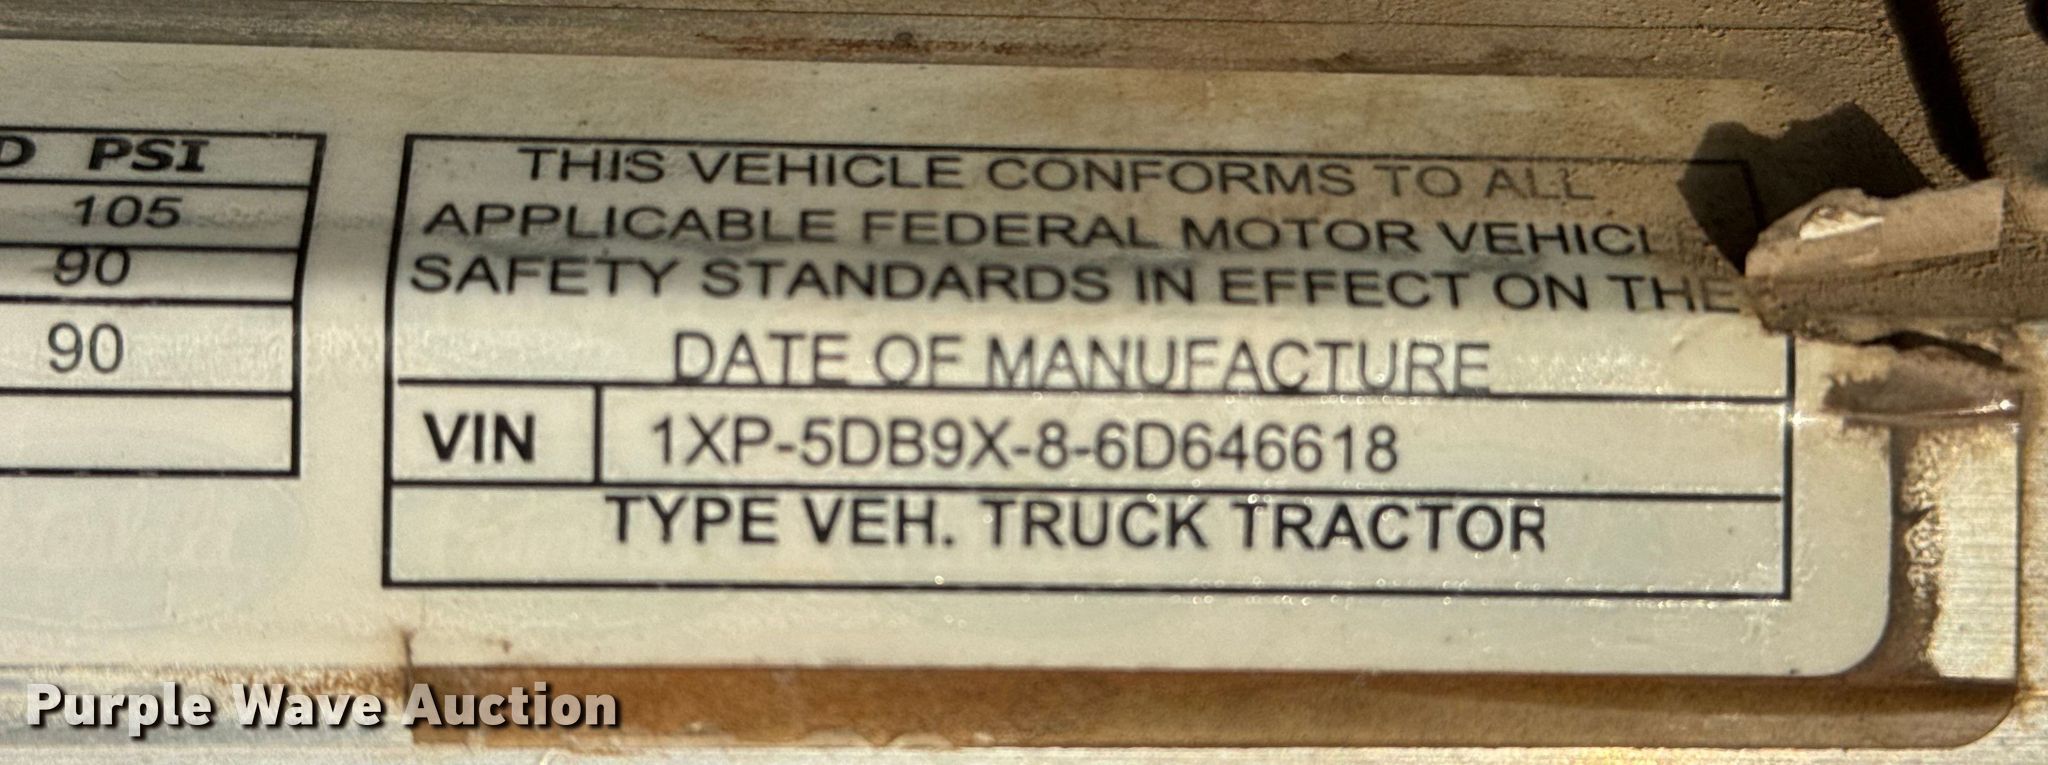 D PSI
105
90
90
THIS VEHICLE CONFORMS TO ALL
APPLICABLE FEDERAL MOTOR VEHICLE
SAFETY STANDARDS IN EFFECT ON THE
DATE OF MANUFACTURE
VIN 1XP-5DB9X-8-6D646618
TYPE VEH. TRUCK TRACTOR
Purple Wave Auction